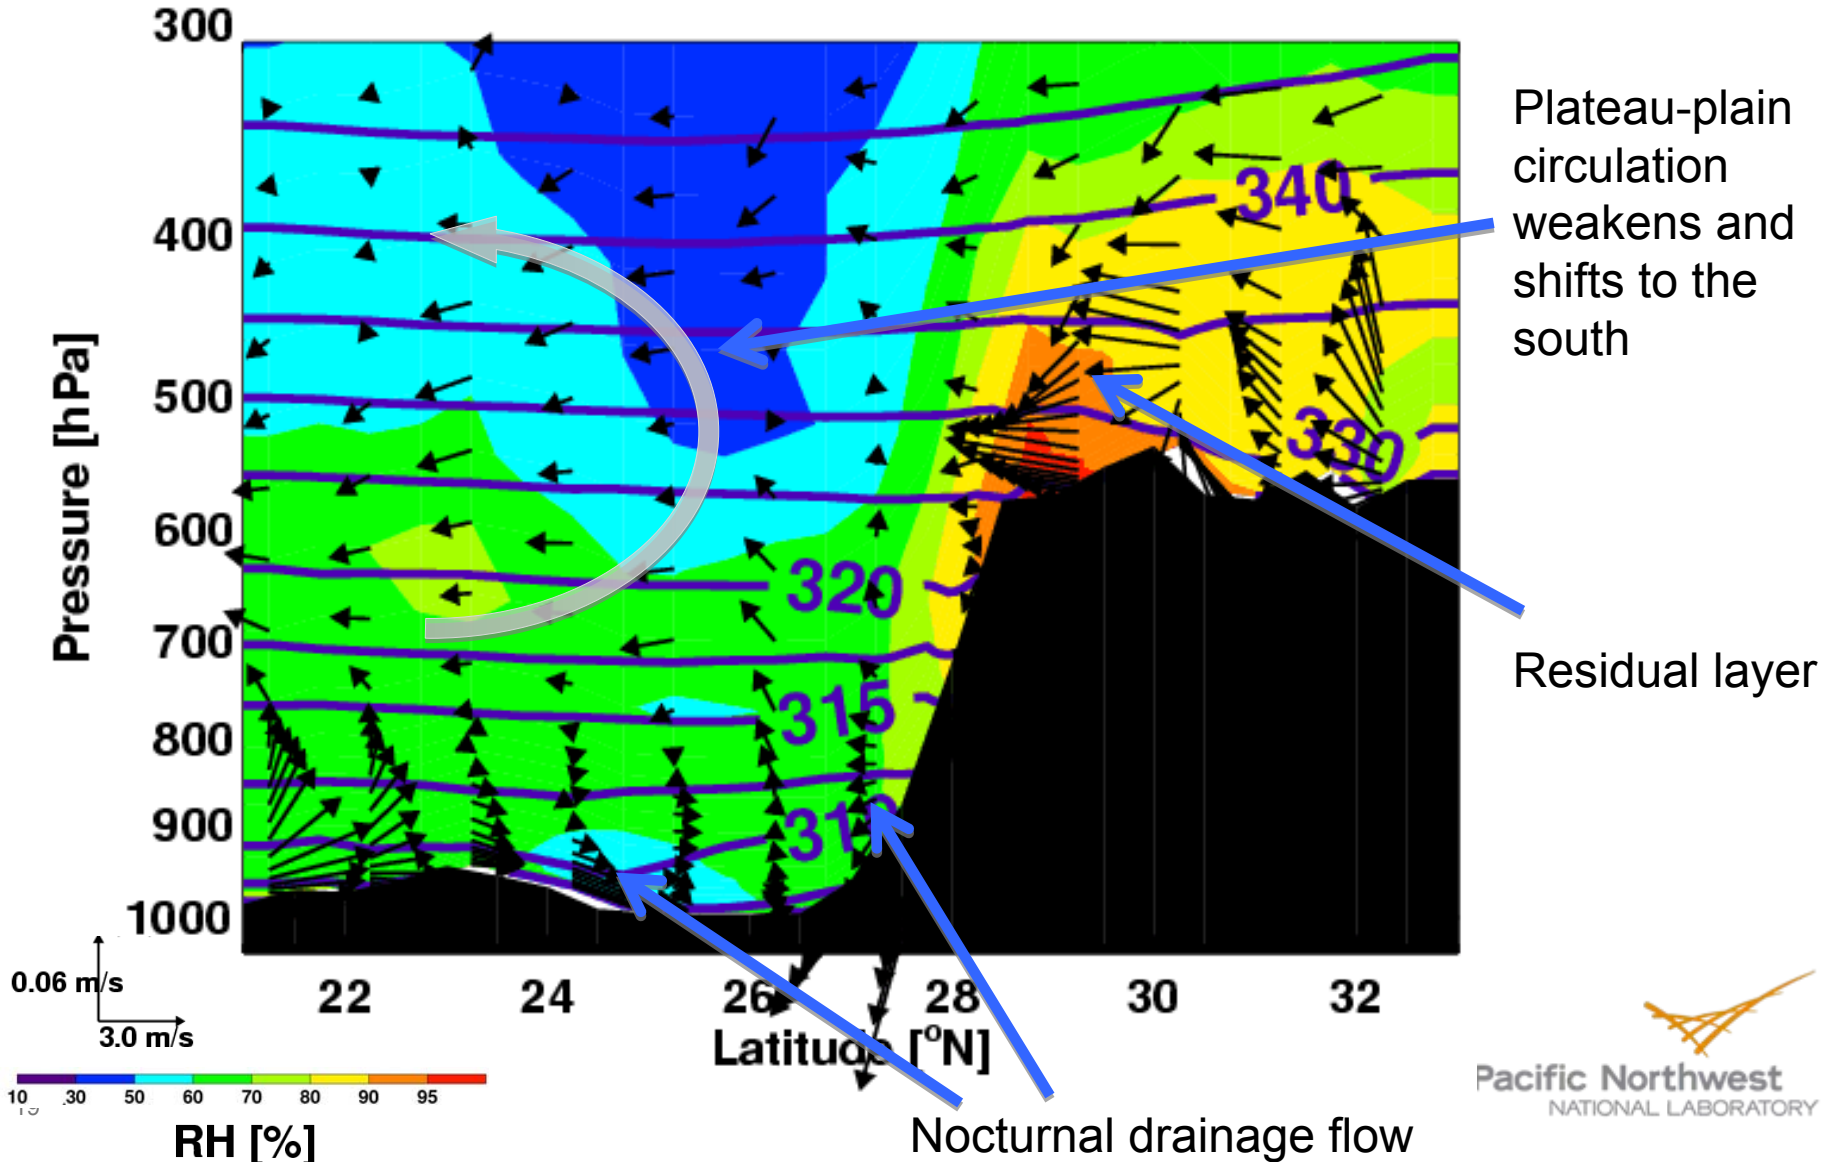 300
400
500
600
700
800
900
1000
Pressure [hPa]
340
330
320
315
Plateau-plain
circulation
weakens and
shifts to the
south
Residual layer
0.06 m/s
3.0 m/s
22 24 26 28 30 32
Latitude [°N]
10 30 50 60 70 80 90 95
19
RH [%]
Nocturnal drainage flow
Pacific Northwest
NATIONAL LABORATORY